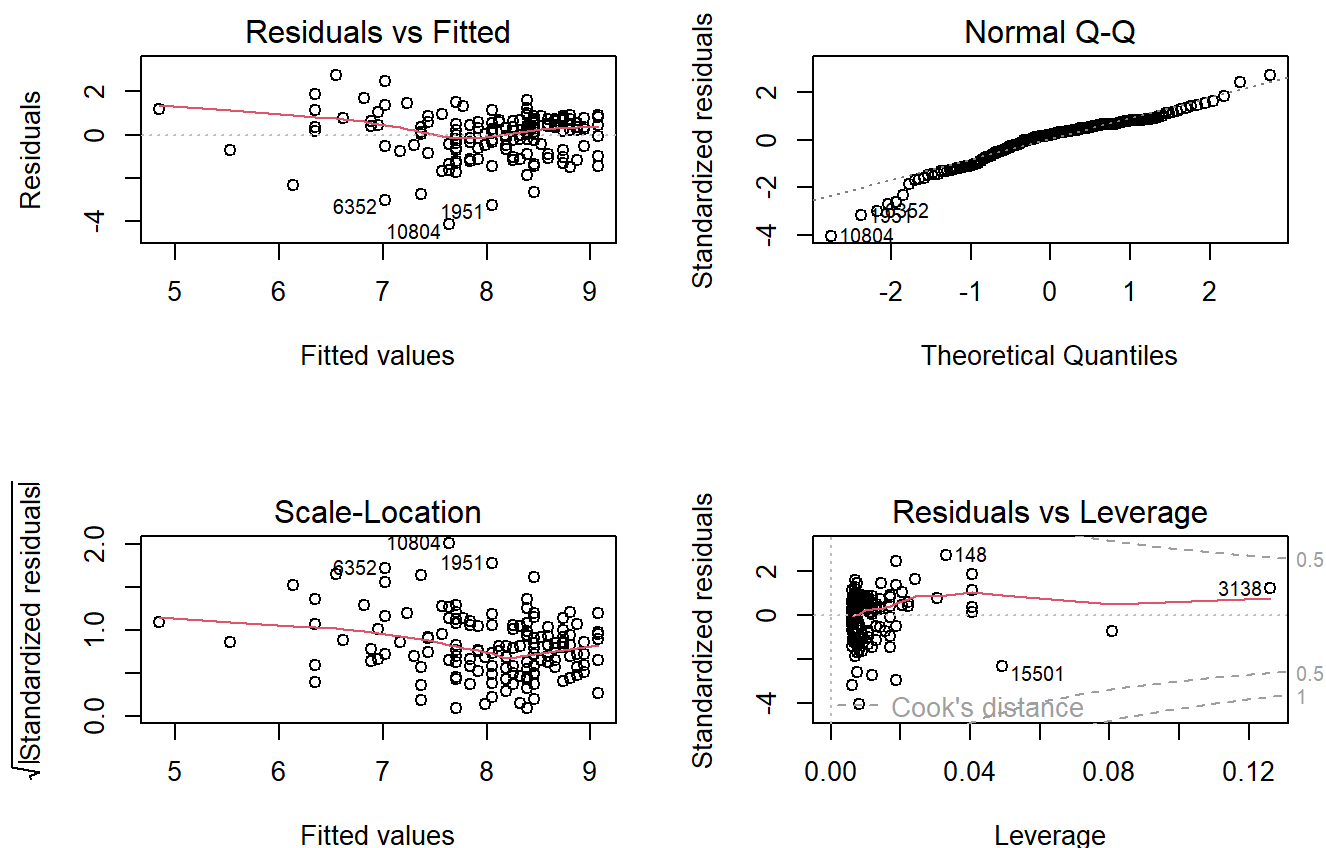 Residuals vs Fitted
Residuals
2
0
-4
6352
1951
10804
5 6 7 8 9
Fitted values
Normal Q-Q
Standardized residuals
2
0
-2
-4
6352
1951
10804
-2 -1 0 1 2
Theoretical Quantiles
Scale-Location
√|Standardized residuals|
2.0
1.0
0.0
10804
6352
1951
5 6 7 8 9
Fitted values
Residuals vs Leverage
Standardized residuals
2
0
-4
148
0.5
3138
15501
0.5
1
Cook's distance
0.00 0.04 0.08 0.12
Leverage